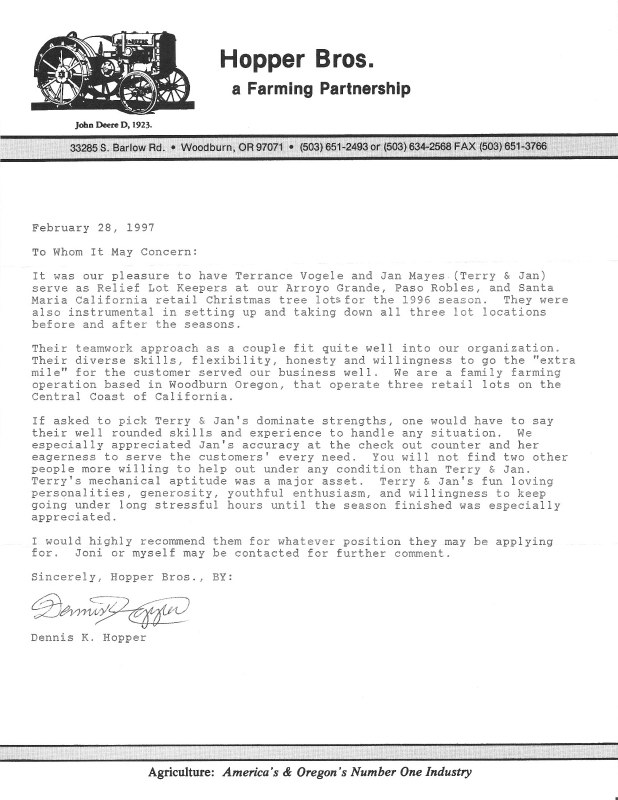 Hopper Bros.
a Farming Partnership
John Deere D, 1923.
33285 S. Barlow Rd. • Woodburn, OR 97071 • (503) 651-2493 or (503) 634-2568 FAX (503) 651-3766
February 28, 1997
To Whom It May Concern:
It was our pleasure to have Terrance Vogele and Jan Mayes (Terry & Jan)
serve as Relief Lot Keepers at our Arroyo Grande, Paso Robles, and Santa
Maria California retail Christmas tree lots for the 1996 season. They were
also instrumental in setting up and taking down all three lot locations
before and after the seasons.
Their teamwork approach as a couple fit quite well into our organization.
Their diverse skills, flexibility, honesty and willingness to go the "extra
mile" for the customer served our business well. We are a family farming
operation based in Woodburn Oregon, that operate three retail lots on the
Central Coast of California.
If asked to pick Terry & Jan's dominate strengths, one would have to say
their well rounded skills and experience to handle any situation. We
especially appreciated Jan's accuracy at the check out counter and her
eagerness to serve the customers' every need. You will not find two other
people more willing to help out under any condition than Terry & Jan.
Terry's mechanical aptitude was a major asset. Terry & Jan's fun loving
personalities, generosity, youthful enthusiasm, and willingness to keep
going under long stressful hours until the season finished was especially
appreciated.
I would highly recommend them for whatever position they may be applying
for. Joni or myself may be contacted for further comment.
Sincerely, Hopper Bros., BY:
Dennis K Hopper
Dennis K. Hopper
Agriculture: America's & Oregon's Number One Industry